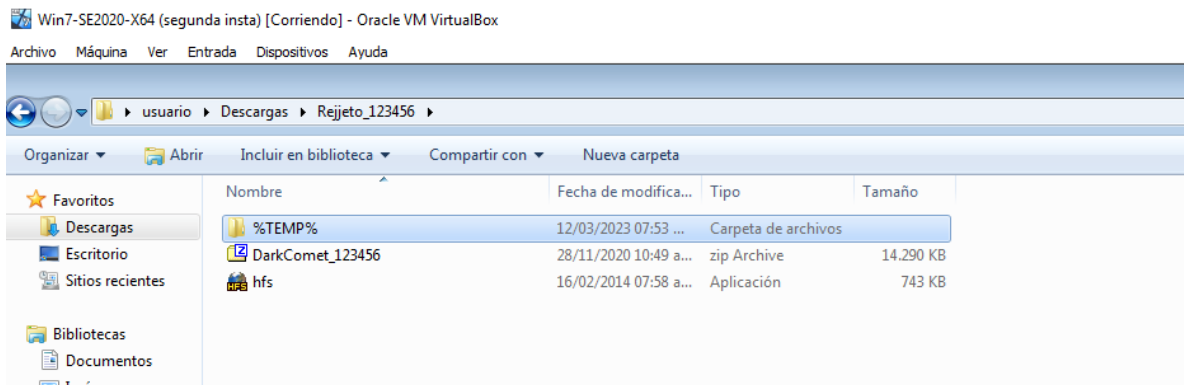 Win7-SE2020-X64 (segunda insta) [Corriendo] - Oracle VM VirtualBox
Archivo Máquina Ver Entrada Dispositivos Ayuda
usuario Descargas Rejjeto_123456
Organizar Abrir Incluir en biblioteca Compartir con Nueva carpeta
Favoritos
Descargas
Escritorio
Sitios recientes
Bibliotecas
Documentos
Nombre Fecha de modifica... Tipo Tamaño
%TEMP% 12/03/2023 07:53 ... Carpeta de archivos
DarkComet_123456 28/11/2020 10:49 a... zip Archive 14.290 KB
hfs 16/02/2014 07:58 a... Aplicación 743 KB